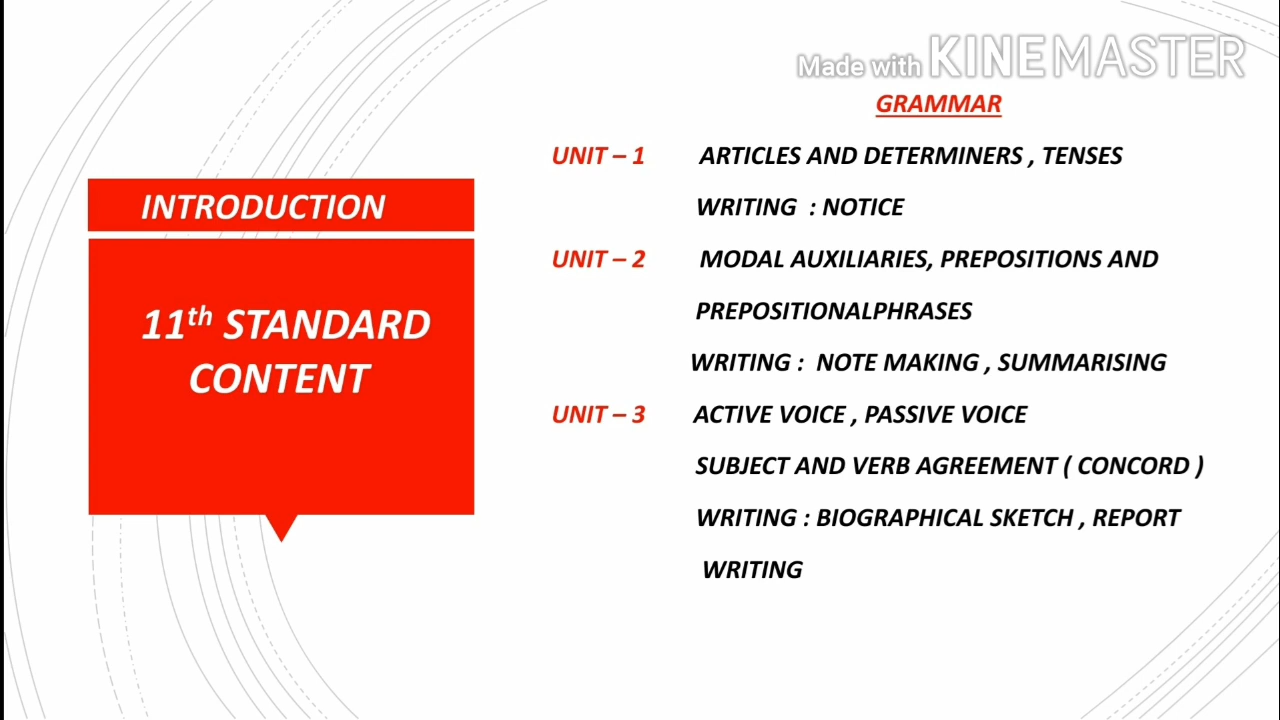 Made with KINEMASTER
INTRODUCTION
11th STANDARD
CONTENT
GRAMMAR
UNIT – 1 ARTICLES AND DETERMINERS , TENSES
WRITING : NOTICE
UNIT – 2 MODAL AUXILIARIES, PREPOSITIONS AND
PREPOSITIONALPHRASES
WRITING : NOTE MAKING , SUMMARISING
UNIT – 3 ACTIVE VOICE , PASSIVE VOICE
SUBJECT AND VERB AGREEMENT ( CONCORD )
WRITING : BIOGRAPHICAL SKETCH , REPORT
WRITING